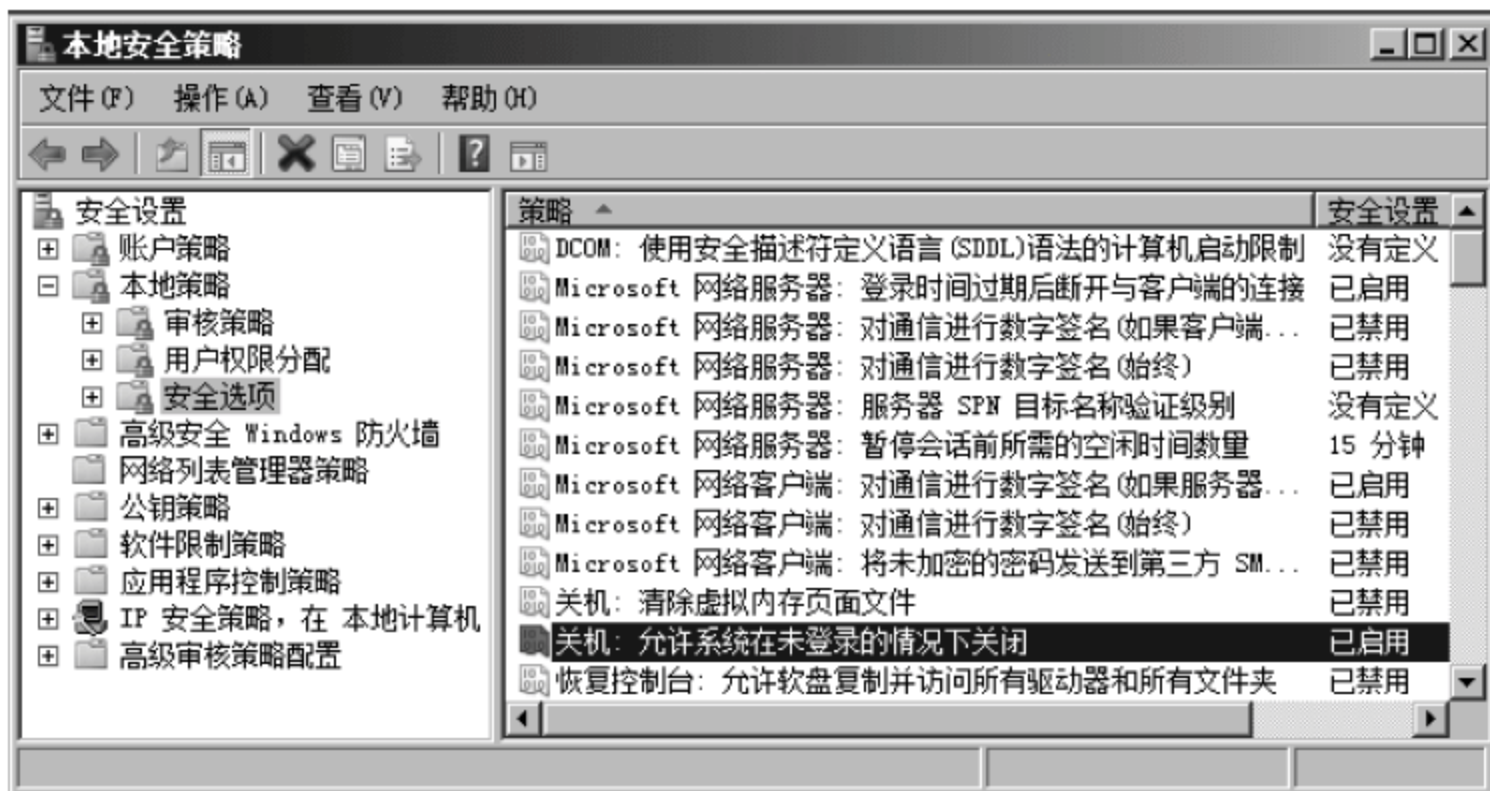 本地安全策略
文件(F) 操作(A) 查看(V) 帮助(H)
安全设置
账户策略
本地策略
审核策略
用户权限分配
安全选项
高级安全 Windows 防火墙
网络列表管理器策略
公钥策略
软件限制策略
应用程序控制策略
IP 安全策略，在 本地计算机
高级审核策略配置
策略 安全设置
DCOM: 使用安全描述符定义语言(SDDL)语法的计算机启动限制 没有定义
Microsoft 网络服务器: 登录时间过期后断开与客户端的连接 已启用
Microsoft 网络服务器: 对通信进行数字签名(如果客户端... 已禁用
Microsoft 网络服务器: 对通信进行数字签名(始终) 已禁用
Microsoft 网络服务器: 服务器 SPN 目标名称验证级别 没有定义
Microsoft 网络服务器: 暂停会话前所需的空闲时间数量 15 分钟
Microsoft 网络客户端: 对通信进行数字签名(如果服务器... 已启用
Microsoft 网络客户端: 对通信进行数字签名(始终) 已禁用
Microsoft 网络客户端: 将未加密的密码发送到第三方 SM... 已禁用
关机: 清除虚拟内存页面文件 已禁用
关机: 允许系统在未登录的情况下关闭 已启用
恢复控制台: 允许软盘复制并访问所有驱动器和所有文件夹 已禁用